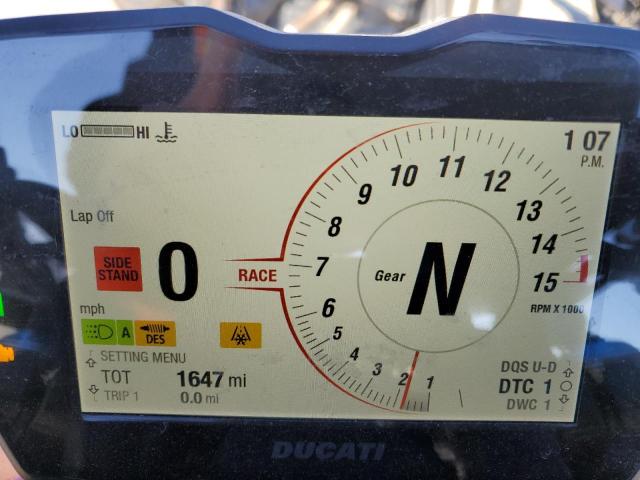 LO HI
1 07
P.M.
Lap Off
SIDE
STAND
0
mph
A
DES
SETTING MENU
TOT 1647 mi
TRIP 1 0.0 mi
RACE
Gear N
1
2
3
4
5
6
7
8
9
10
11
12
13
14
15
RPM X 1000
DQS U-D
DTC 1
DWC 1
DUCATI